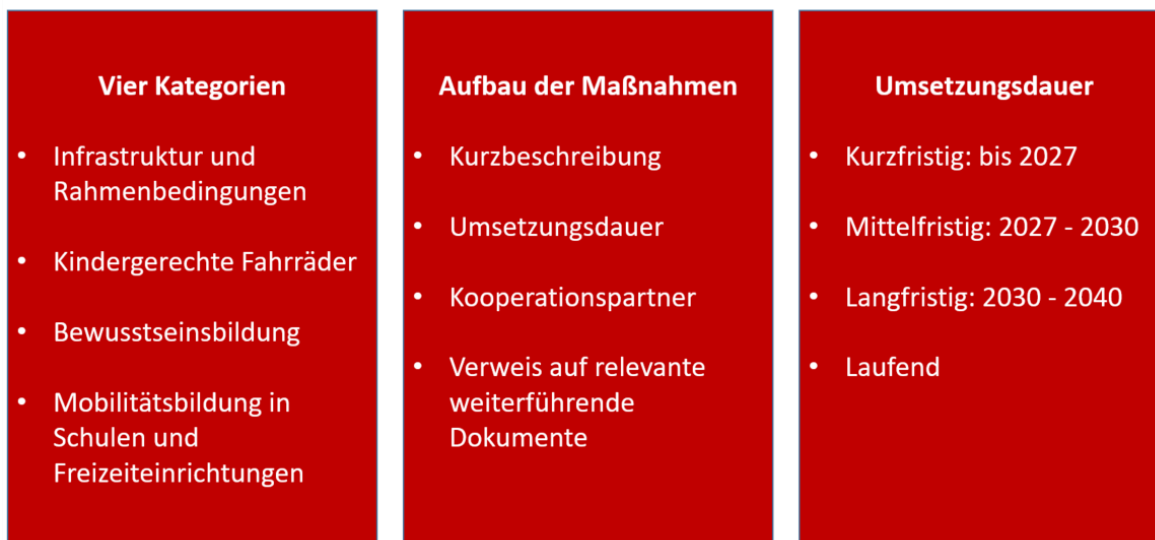 Vier Kategorien
• Infrastruktur und
Rahmenbedingungen
• Kindergerechte Fahrräder
• Bewusstseinsbildung
• Mobilitätsbildung in
Schulen und
Freizeiteinrichtungen
Aufbau der Maßnahmen
• Kurzbeschreibung
• Umsetzungsdauer
• Kooperationspartner
• Verweis auf relevante
weiterführende
Dokumente
Umsetzungsdauer
• Kurzfristig: bis 2027
• Mittelfristig: 2027 - 2030
• Langfristig: 2030 - 2040
• Laufend